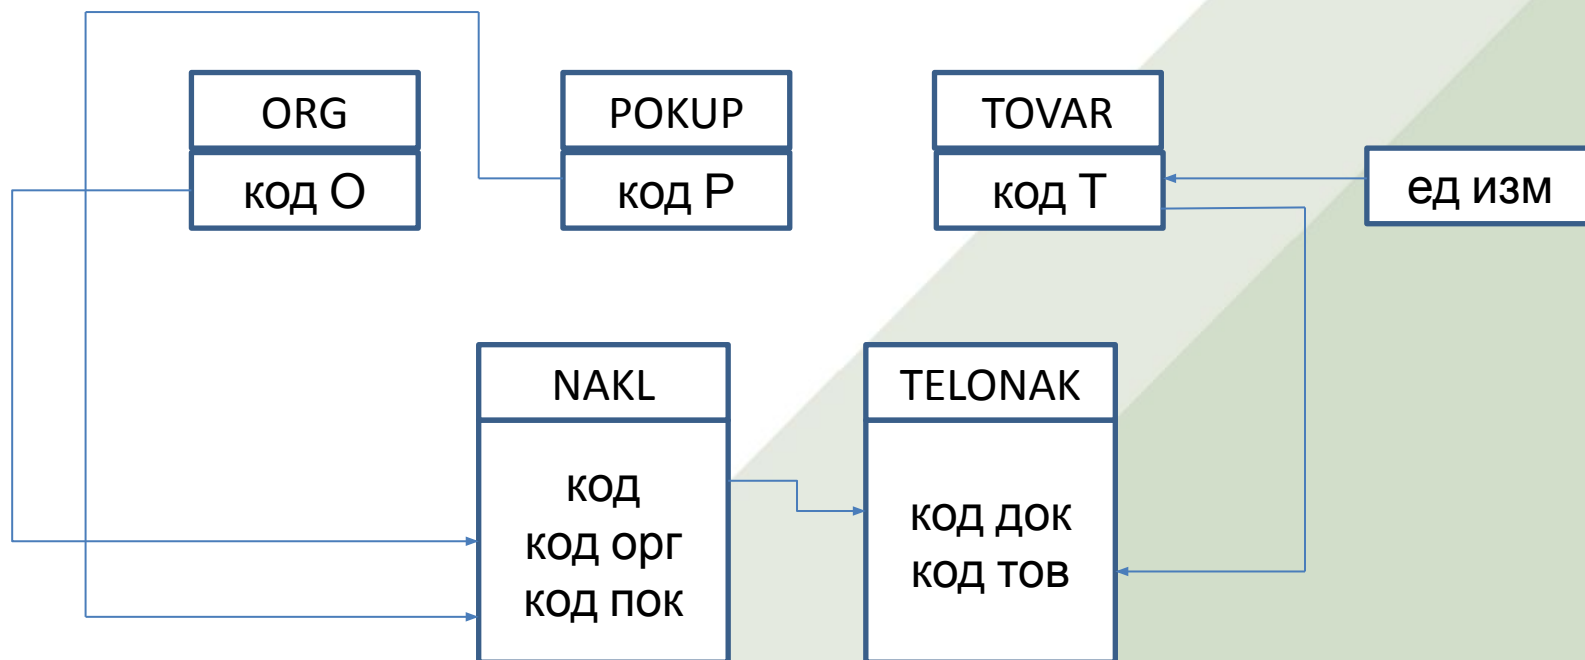 ORG
код О
POKUP
код Р
TOVAR
код Т
ед изм
NAKL
код
код орг
код пок
TELONAK
код док
код тов